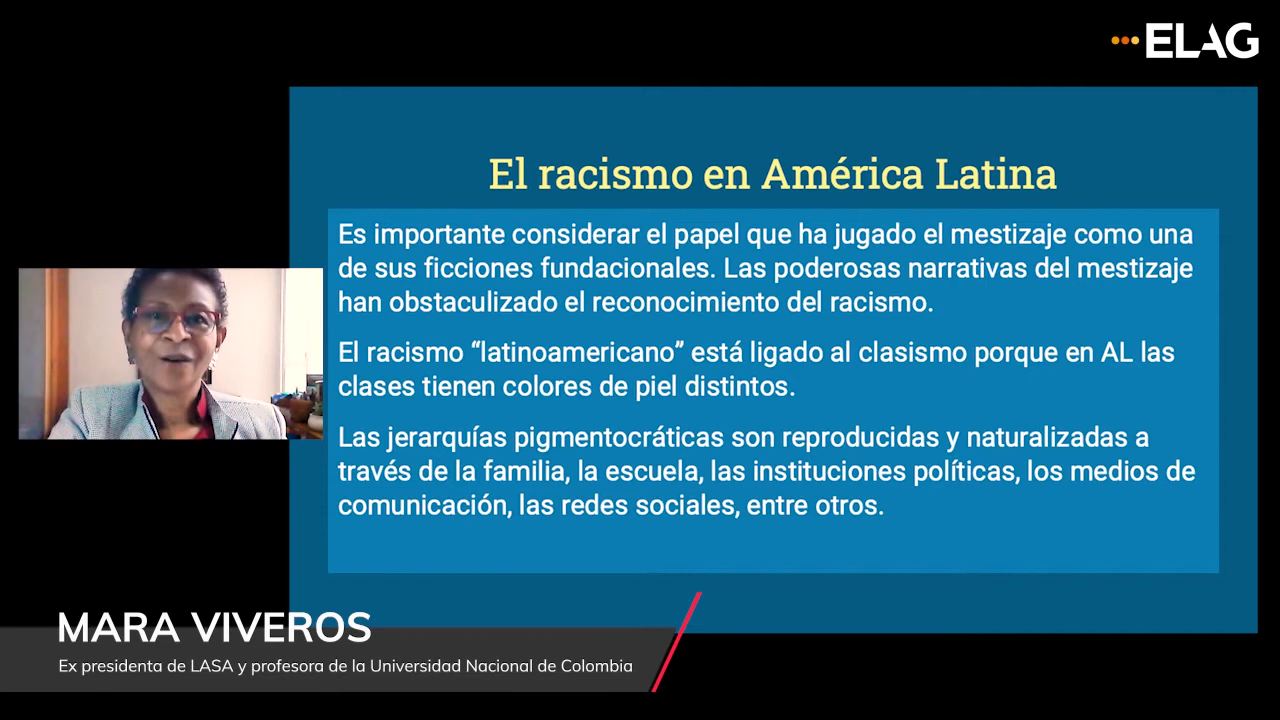 ELAG
El racismo en América Latina
Es importante considerar el papel que ha jugado el mestizaje como una
de sus ficciones fundacionales. Las poderosas narrativas del mestizaje
han obstaculizado el reconocimiento del racismo.
El racismo “latinoamericano” está ligado al clasismo porque en AL las
clases tienen colores de piel distintos.
Las jerarquías pigmentocráticas son reproducidas y naturalizadas a
través de la familia, la escuela, las instituciones políticas, los medios de
comunicación, las redes sociales, entre otros.
MARA VIVEROS
Ex presidenta de LASA y profesora de la Universidad Nacional de Colombia